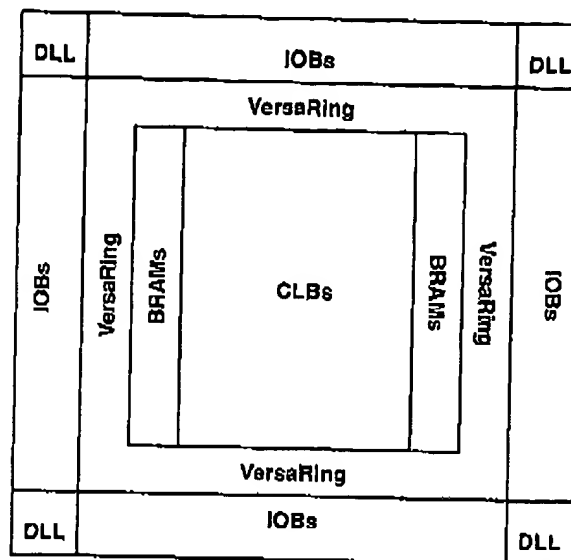 DLL
IOBs
DLL
VersaRing
IOBs
VersaRing
BRAMs
CLBs
BRAMs
VersaRing
IOBs
VersaRing
DLL
IOBs
DLL